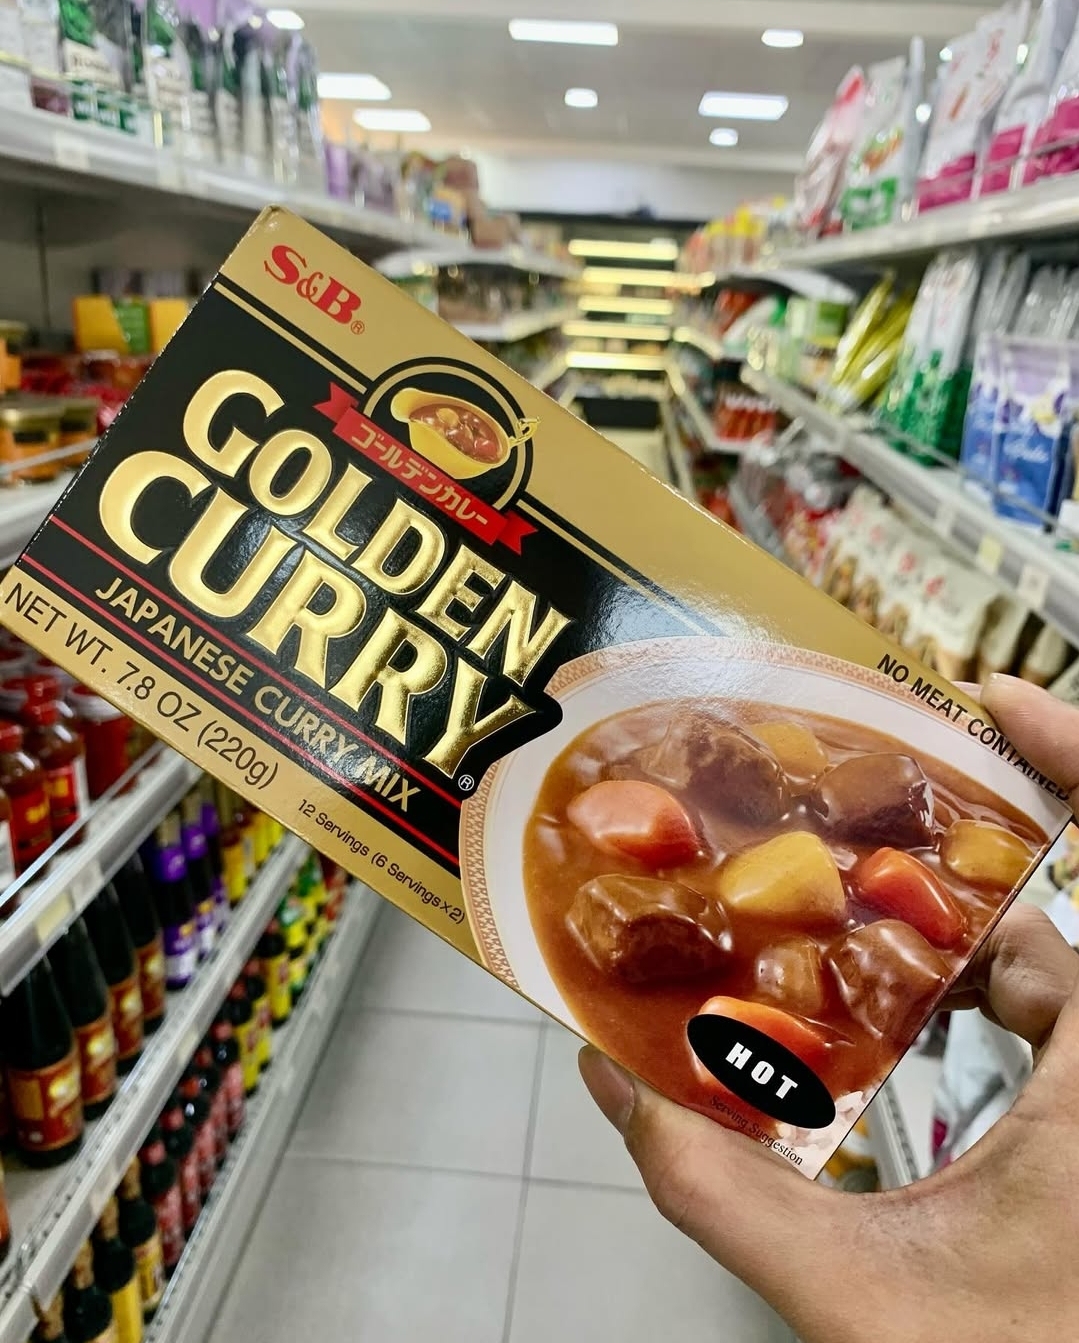 S&B®
ゴールデンカレー
GOLDEN
CURRY®
JAPANESE CURRY MIX
NET WT. 7.8 OZ (220g)
12 Servings (6 Servings×2)
NO MEAT CONTAINED
HOT
Serving Suggestion